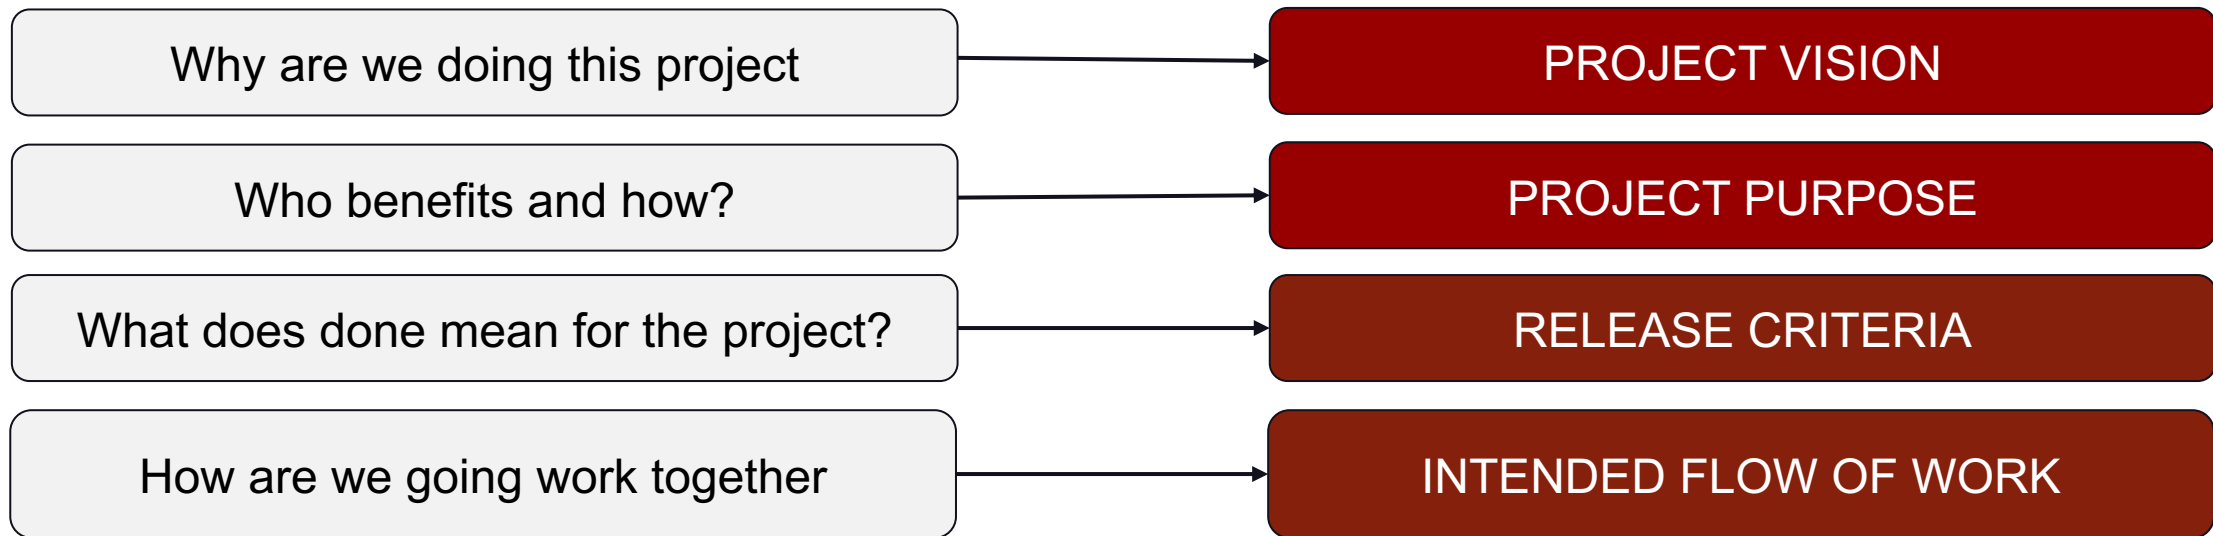 Why are we doing this project
PROJECT VISION
Who benefits and how?
PROJECT PURPOSE
What does done mean for the project?
RELEASE CRITERIA
How are we going work together
INTENDED FLOW OF WORK